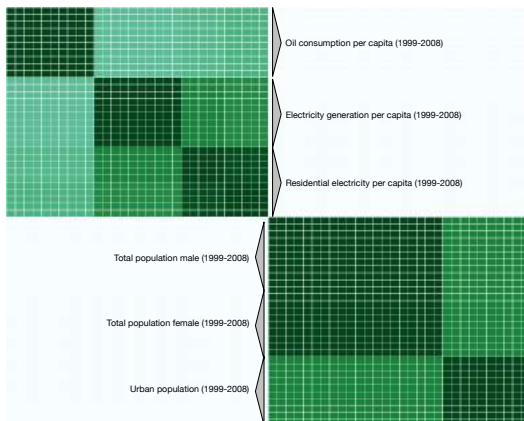 Oil consumption per capita (1999-2008)
Electricity generation per capita (1999-2008)
Residential electricity per capita (1999-2008)
Total population male (1999-2008)
Total population female (1999-2008)
Urban population (1999-2008)